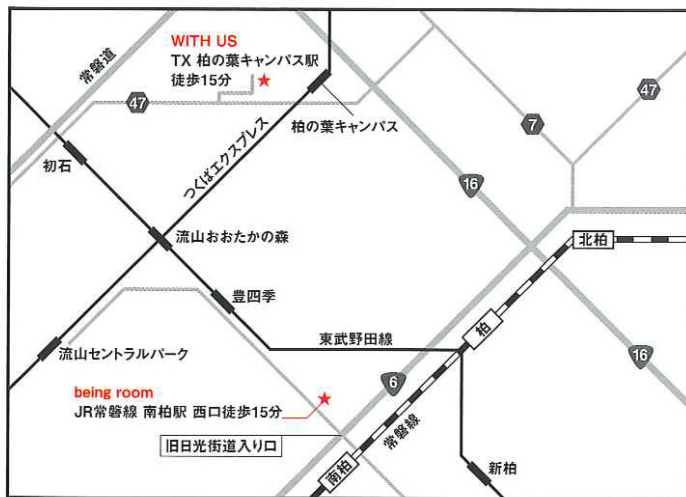 WITH US
TX 柏の葉キャンパス駅
徒歩15分
常磐道
47
47
7
柏の葉キャンパス
つくばエクスプレス
初石
16
流山おおたかの森
北柏
豊四季
柏
東武野田線
流山セントラルパーク
16
6
being room
JR常磐線 南柏駅 西口徒歩15分
常磐線
旧日光街道入り口
南柏
新柏